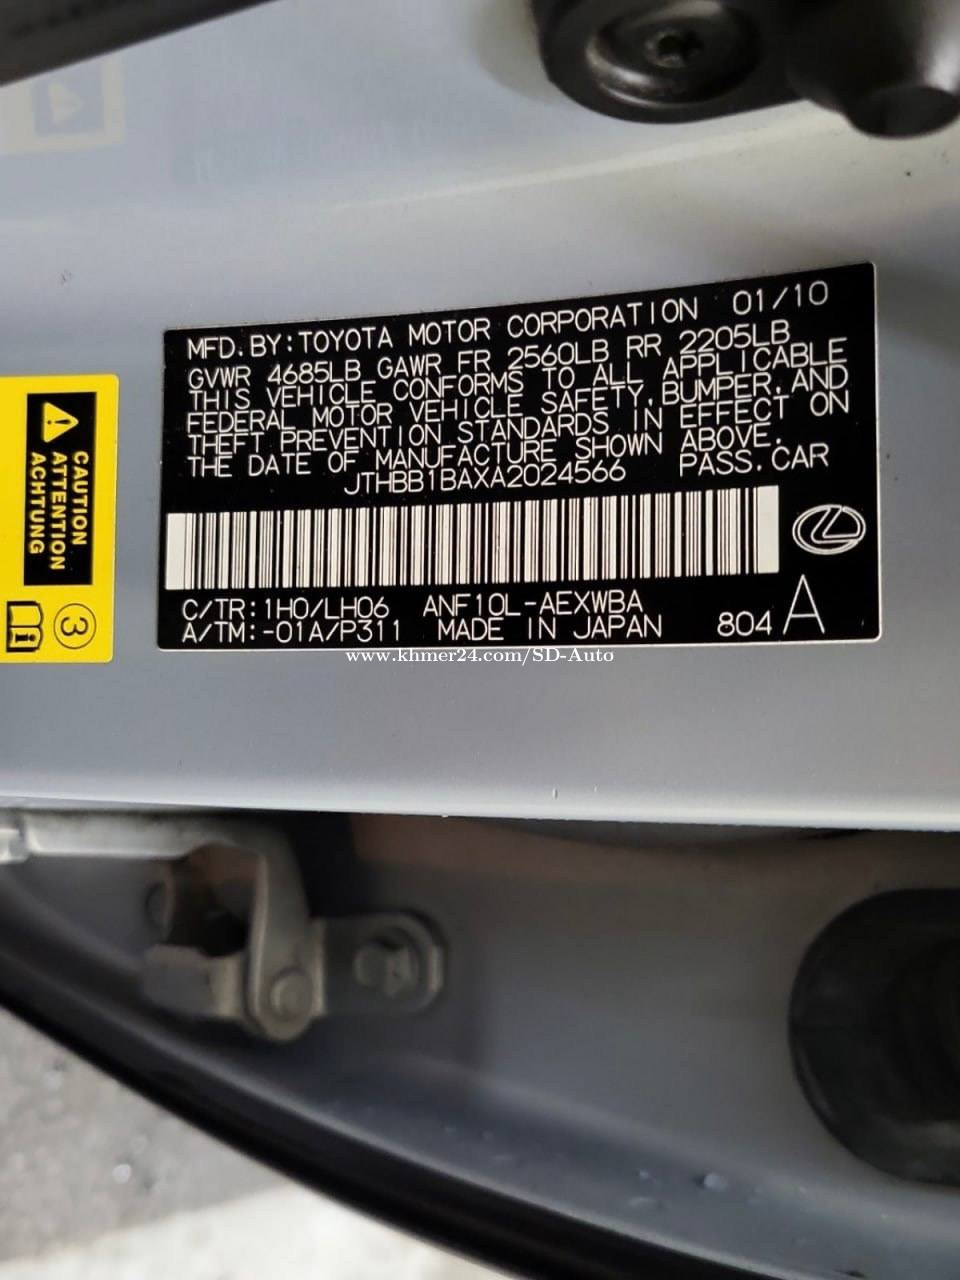 MFD.BY:TOYOTA MOTOR CORPORATION 01/10
GVWR 4685LB GAWR FR 2560LB RR 2205LB
THIS VEHICLE CONFORMS TO ALL APPLICABLE
FEDERAL MOTOR VEHICLE SAFETY,BUMPER,AND
THEFT PREVENTION STANDARDS IN EFFECT ON
THE DATE OF MANUFACTURE SHOWN ABOVE.
JTHBB1BAXA2024566 PASS.CAR
C/TR:1H0/LH06 ANF10L-AEXWBA
A/TM:-01A/P311 MADE IN JAPAN 804 A
CAUTION
ATTENTION
ACHTUNG
3
www.khmer24.com/SD-Auto